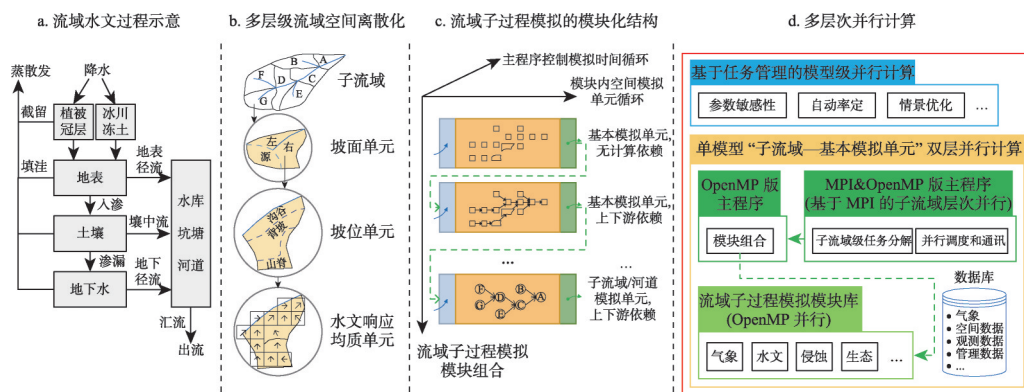 a. 流域水文过程示意
蒸散发
降水
截留
植被
冠层
冰川
冻土
填洼
地表
地表
径流
入渗
土壤
壤中流
渗漏
地下水
地下
径流
水库
坑塘
河道
汇流
出流
b. 多层级流域空间离散化
A
B
C
D
E
F
G
子流域
左
右
源
坡面单元
沟谷
背坡
山脊
坡位单元
水文响应
均质单元
c. 流域子过程模拟的模块化结构
主程序控制模拟时间循环
模块内空间模拟
单元循环
基本模拟单元,
无计算依赖
基本模拟单元,
上下游依赖
...
...
F
G
D
E
B
C
A
子流域/河道
模拟单元,
上下游依赖
流域子过程模拟
模块组合
d. 多层次并行计算
基于任务管理的模型级并行计算
参数敏感性
自动率定
情景优化
...
单模型“子流域—基本模拟单元”双层并行计算
OpenMP 版
主程序
模块组合
MPI&OpenMP 版主程序
(基于 MPI 的子流域层次并行)
子流域级任务分解
并行调度和通讯
流域子过程模拟模块库
(OpenMP 并行)
气象
水文
侵蚀
生态
...
数据库
• 气象
• 空间数据
• 观测数据
• 管理数据
• ...